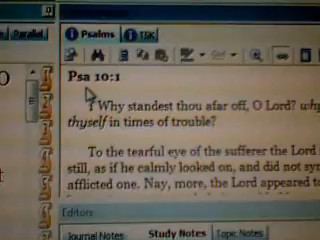 Parallel
Psalms
TSK
Psa 10:1
? Why standest thou afar off, O Lord? why
thyself in times of trouble?
To the tearful eye of the sufferer the Lord
still, as if he calmly looked on, and did not
afflicted one. Nay, more, the Lord appeared to
Editors
Journal Notes
Study Notes
Topic Notes